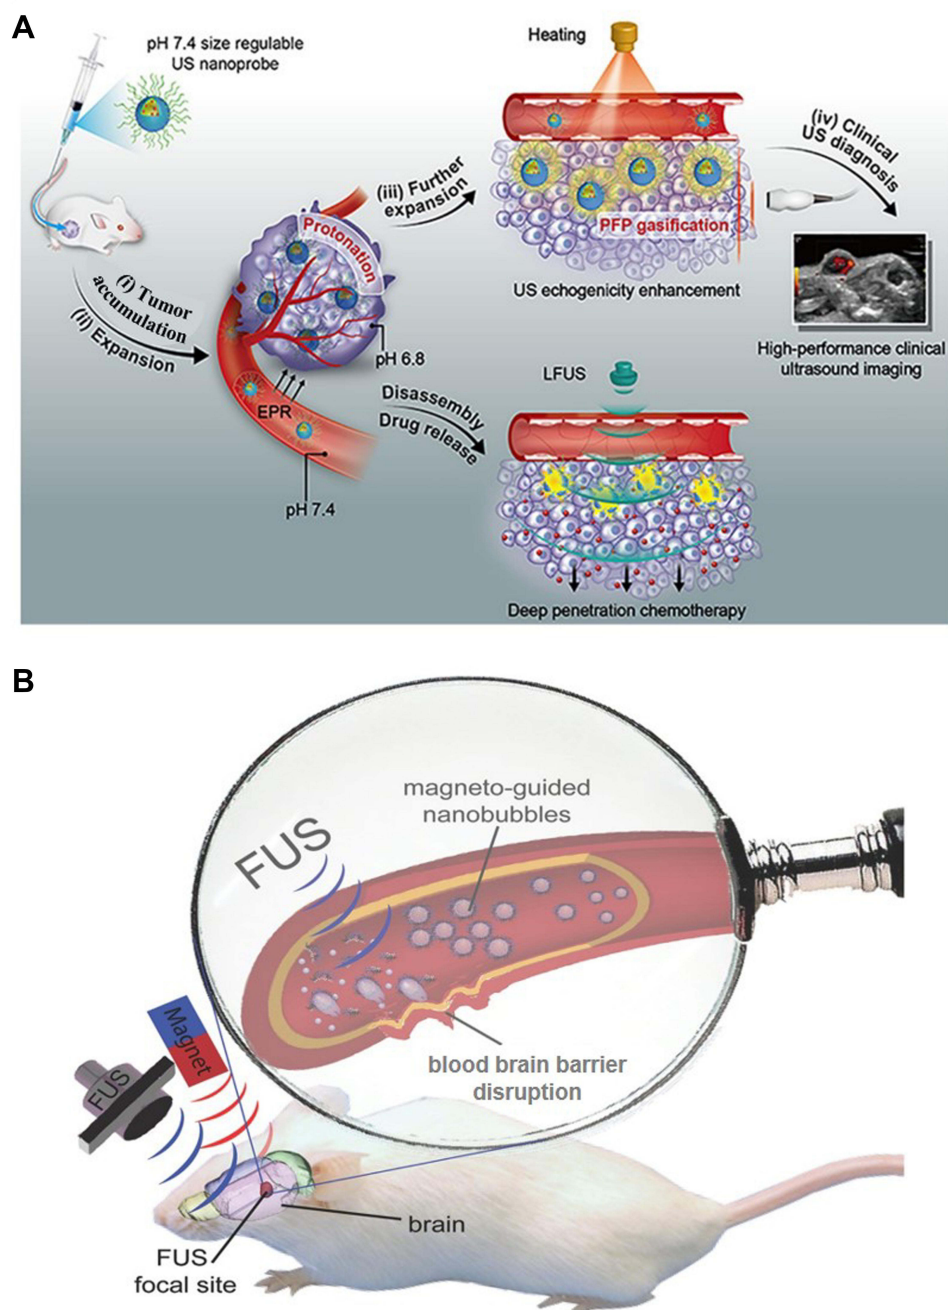 A
pH 7.4 size regulable
US nanoprobe
Heating
(iv) Clinical
US diagnosis
(iii) Further
expansion
Protonation
PFP gasification
(i) Tumor
accumulation
(ii) Expansion
US echogenicity enhancement
pH 6.8
High-performance clinical
ultrasound imaging
LFUS
EPR
Disassembly
Drug release
pH 7.4
Deep penetration chemotherapy
B
magneto-guided
nanobubbles
FUS
Magnet
blood brain barrier
disruption
FUS
brain
FUS
focal site